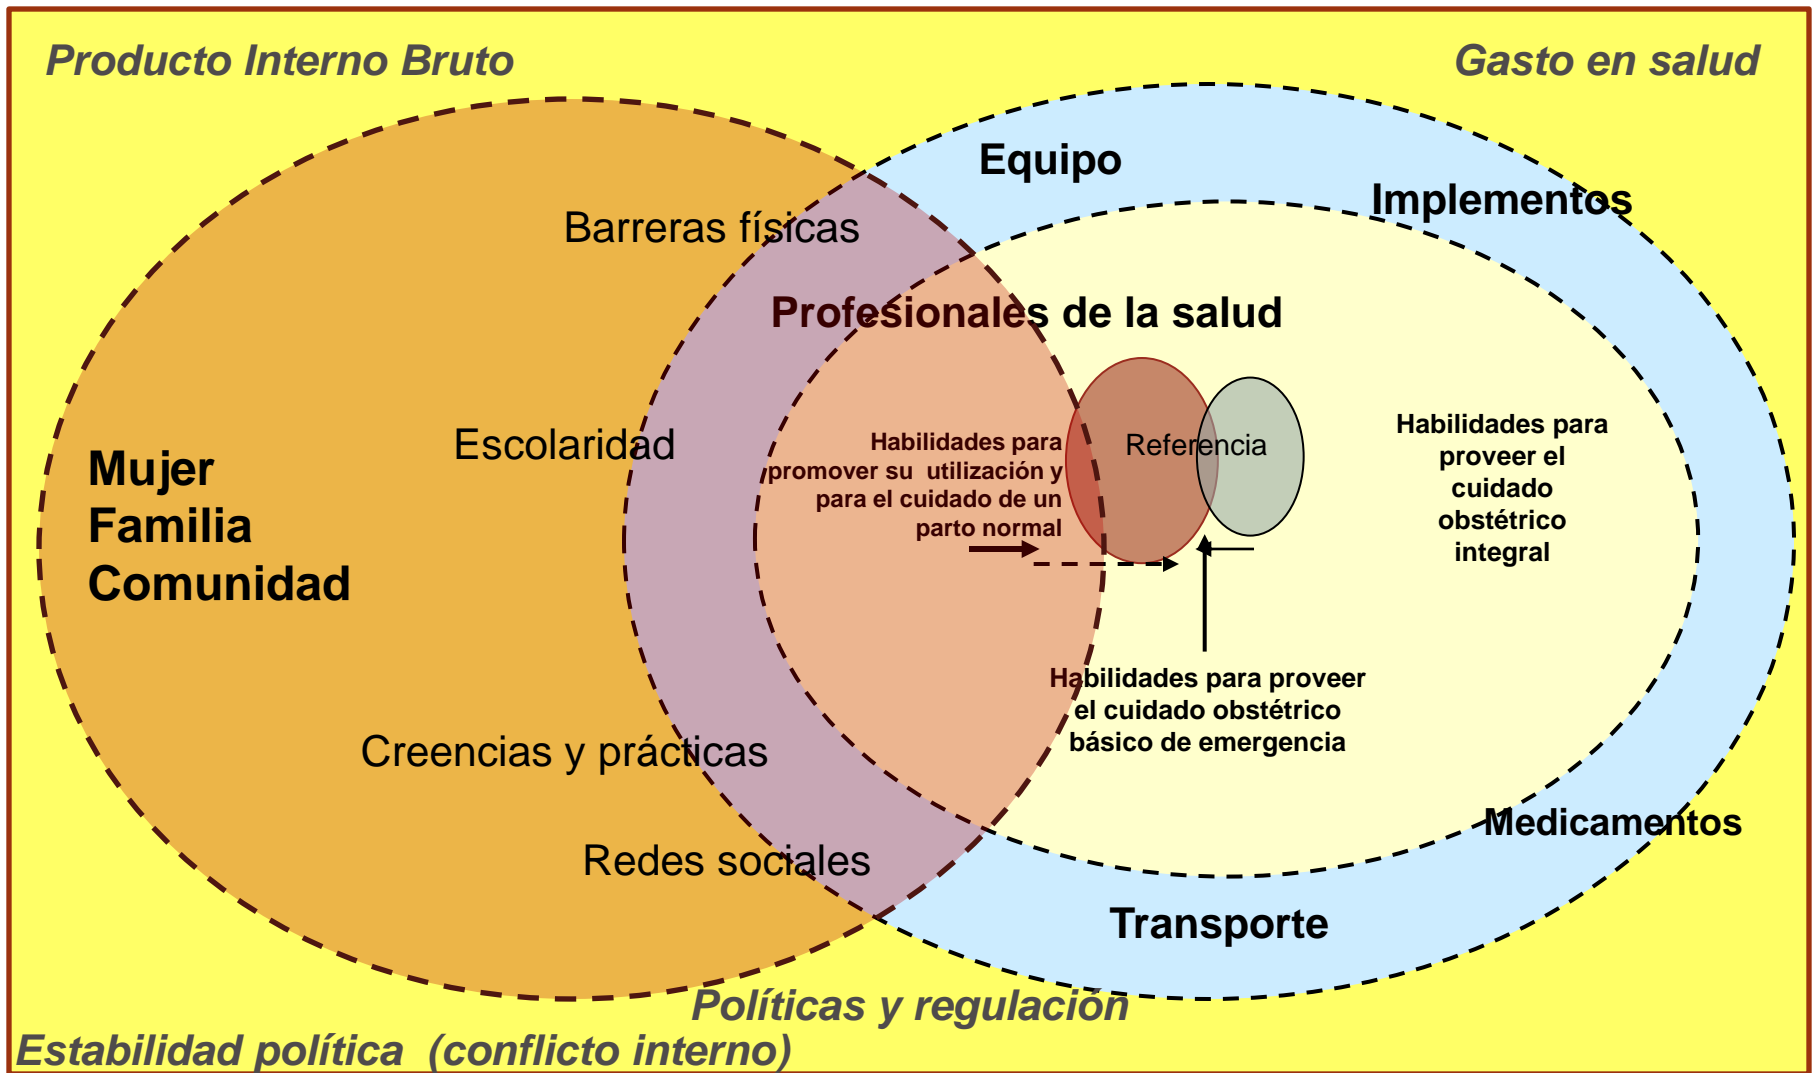 Producto Interno Bruto
Gasto en salud
Equipo
Implementos
Barreras físicas
Profesionales de la salud
Escolaridad
Mujer
Familia
Comunidad
Habilidades para
promover su utilización y
para el cuidado de un
parto normal
Referencia
Habilidades para
proveer el
cuidado
obstétrico
integral
Habilidades para proveer
el cuidado obstétrico
básico de emergencia
Creencias y prácticas
Redes sociales
Medicamentos
Transporte
Políticas y regulación
Estabilidad política (conflicto interno)